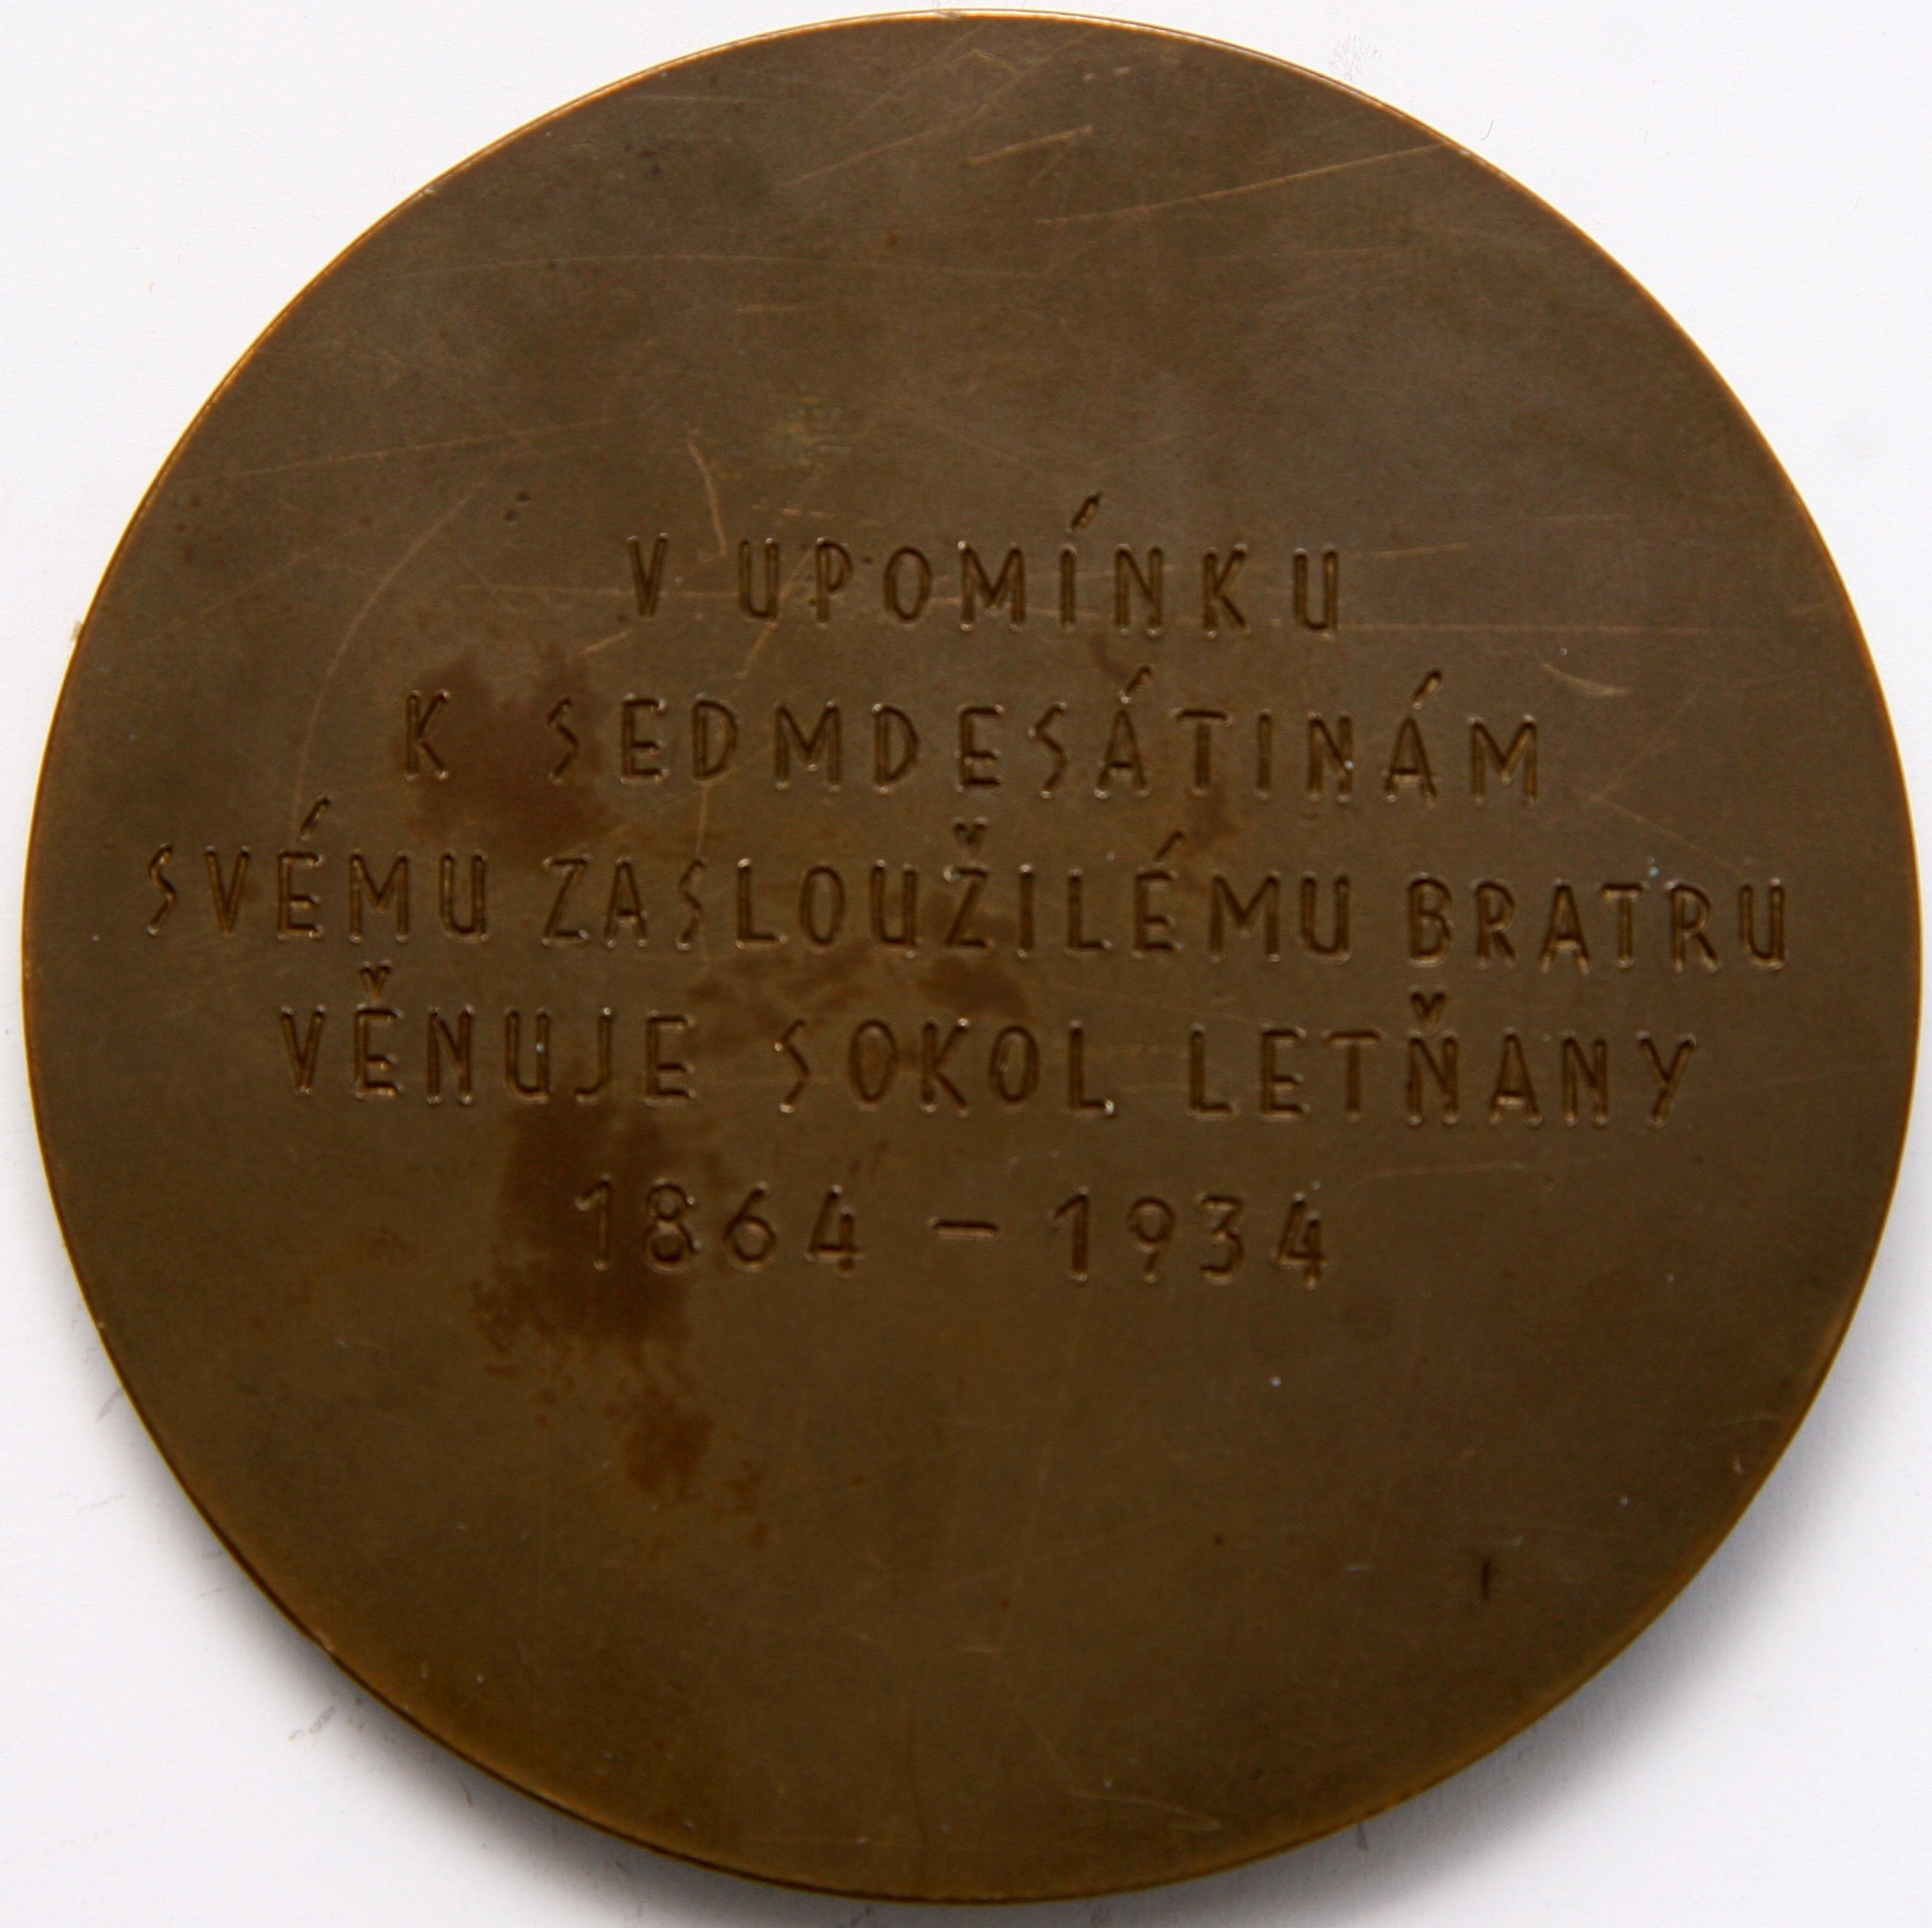 V UPOMÍNKU
K SEDMDESÁTINÁM
SVÉMU ZASLOUŽILÉMU BRATRU
VĚNUJE SOKOL LETŇANY
1864 – 1934